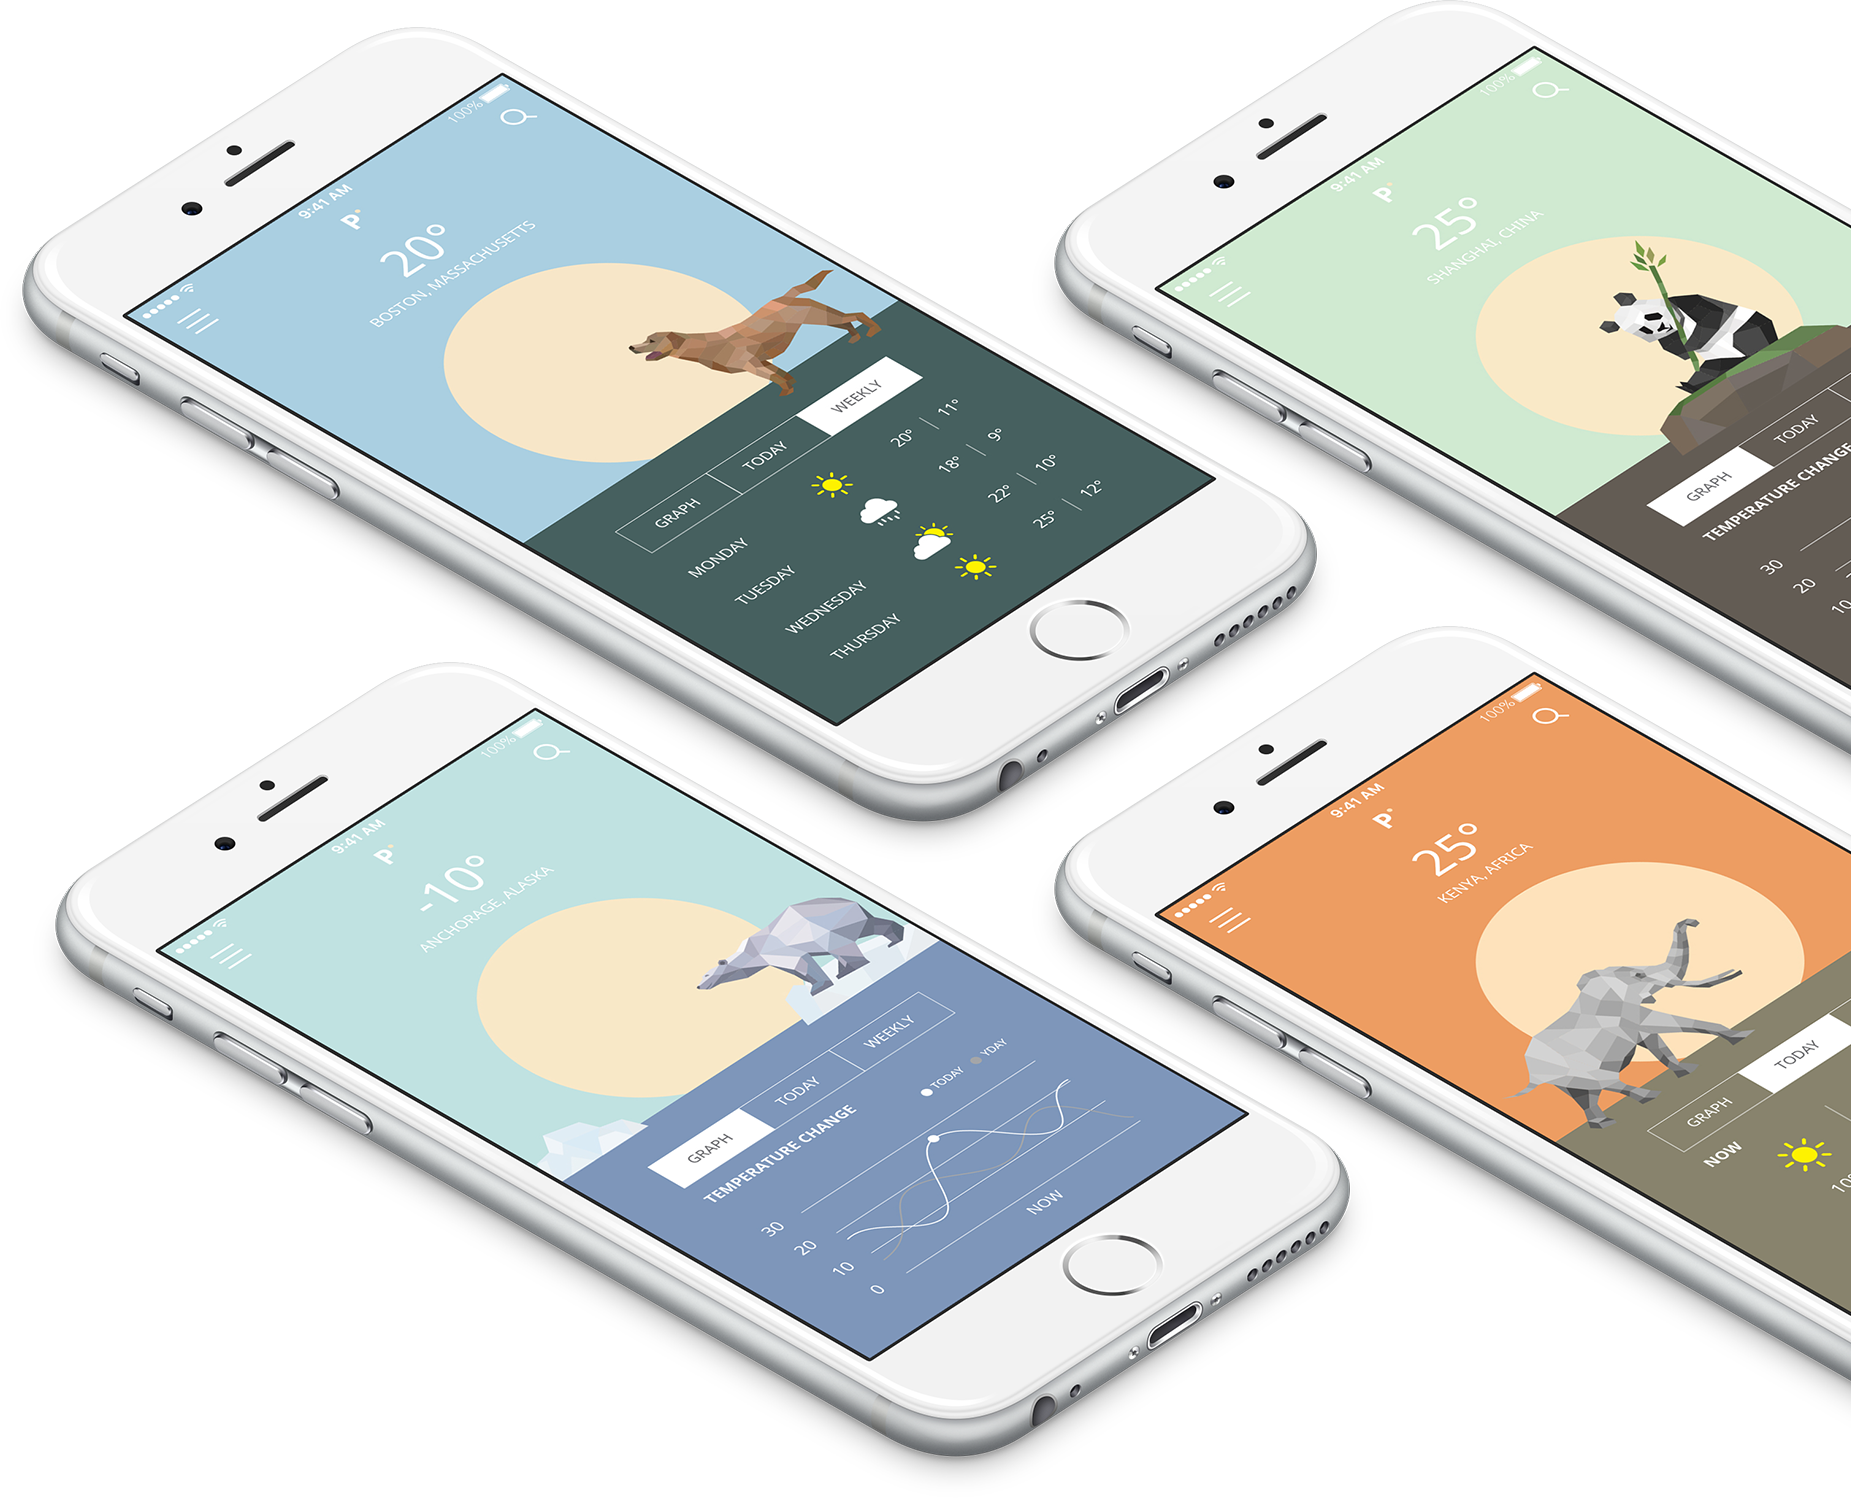 100%
9:41 AM
P
20°
BOSTON, MASSACHUSETTS
GRAPH TODAY WEEKLY
MONDAY 20° | 11°
TUESDAY 18° | 9°
WEDNESDAY 22° | 10°
THURSDAY 25° | 12°
100%
9:41 AM
P
25°
SHANGHAI, CHINA
GRAPH TODAY
TEMPERATURE CHANGE
30
20
10
100%
9:41 AM
P
-10°
ANCHORAGE, ALASKA
GRAPH TODAY WEEKLY
TEMPERATURE CHANGE
TODAY YDAY
30
20
10
0
NOW
100%
9:41 AM
P
25°
KENYA, AFRICA
GRAPH TODAY
NOW